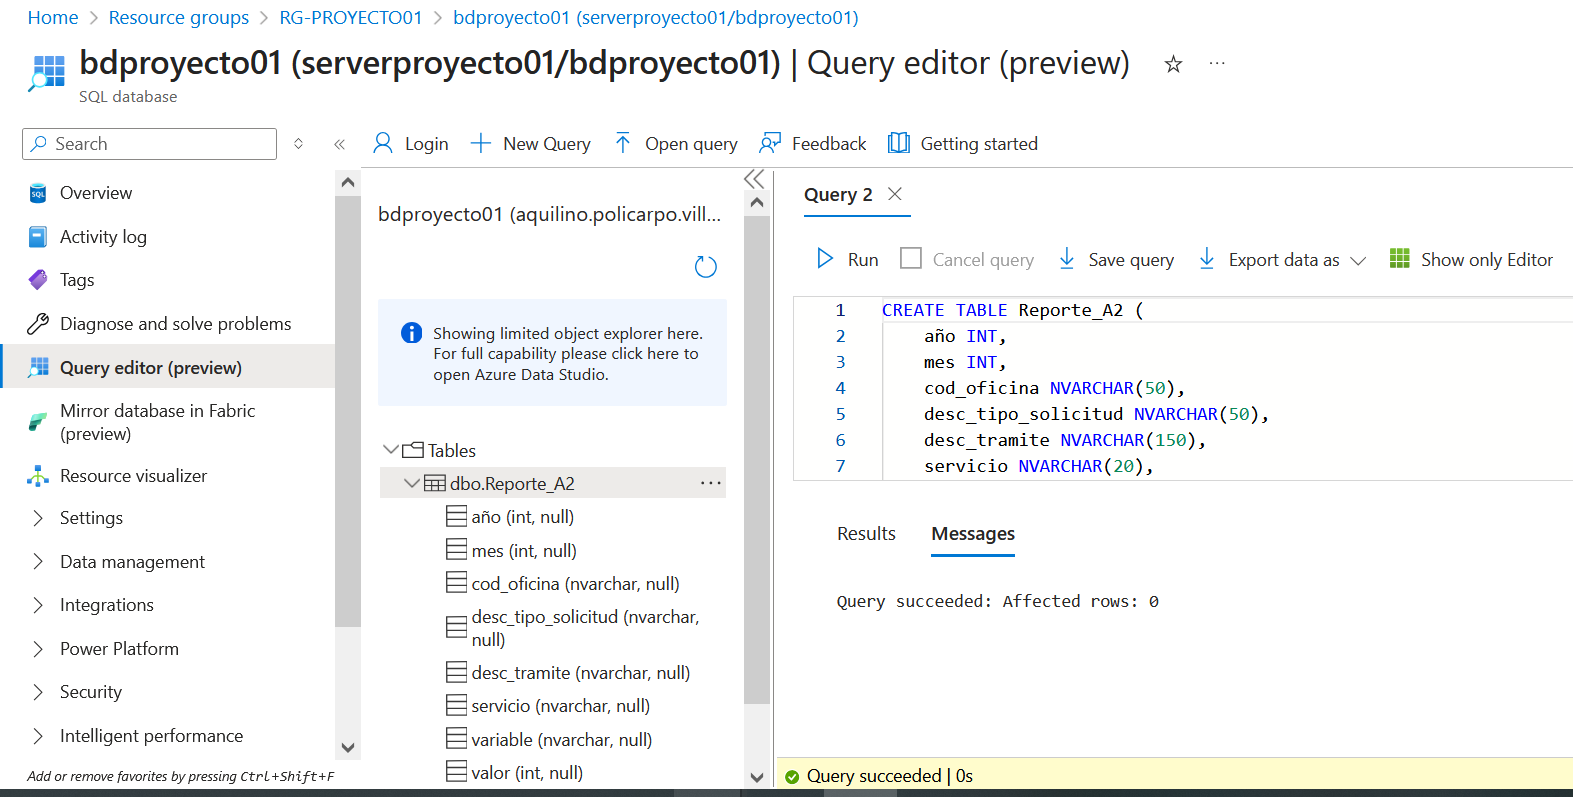 Home > Resource groups > RG-PROYECTO01 > bdproyecto01 (serverproyecto01/bdproyecto01)
bdproyecto01 (serverproyecto01/bdproyecto01) | Query editor (preview)
SQL database
Search
Overview
Activity log
Tags
Diagnose and solve problems
Query editor (preview)
Mirror database in Fabric
(preview)
Resource visualizer
Settings
Data management
Integrations
Power Platform
Security
Intelligent performance
Add or remove favorites by pressing Ctrl+Shift+F
Login
New Query
Open query
Feedback
Getting started
bdproyecto01 (aquilino.policarpo.vill...
Showing limited object explorer here.
For full capability please click here to
open Azure Data Studio.
Tables
dbo.Reporte_A2
año (int, null)
mes (int, null)
cod_oficina (nvarchar, null)
desc_tipo_solicitud (nvarchar,
null)
desc_tramite (nvarchar, null)
servicio (nvarchar, null)
variable (nvarchar, null)
valor (int, null)
Query 2
Run
Cancel query
Save query
Export data as
Show only Editor
1 CREATE TABLE Reporte_A2 (
2 año INT,
3 mes INT,
4 cod_oficina NVARCHAR(50),
5 desc_tipo_solicitud NVARCHAR(50),
6 desc_tramite NVARCHAR(150),
7 servicio NVARCHAR(20),
Results
Messages
Query succeeded: Affected rows: 0
Query succeeded | 0s